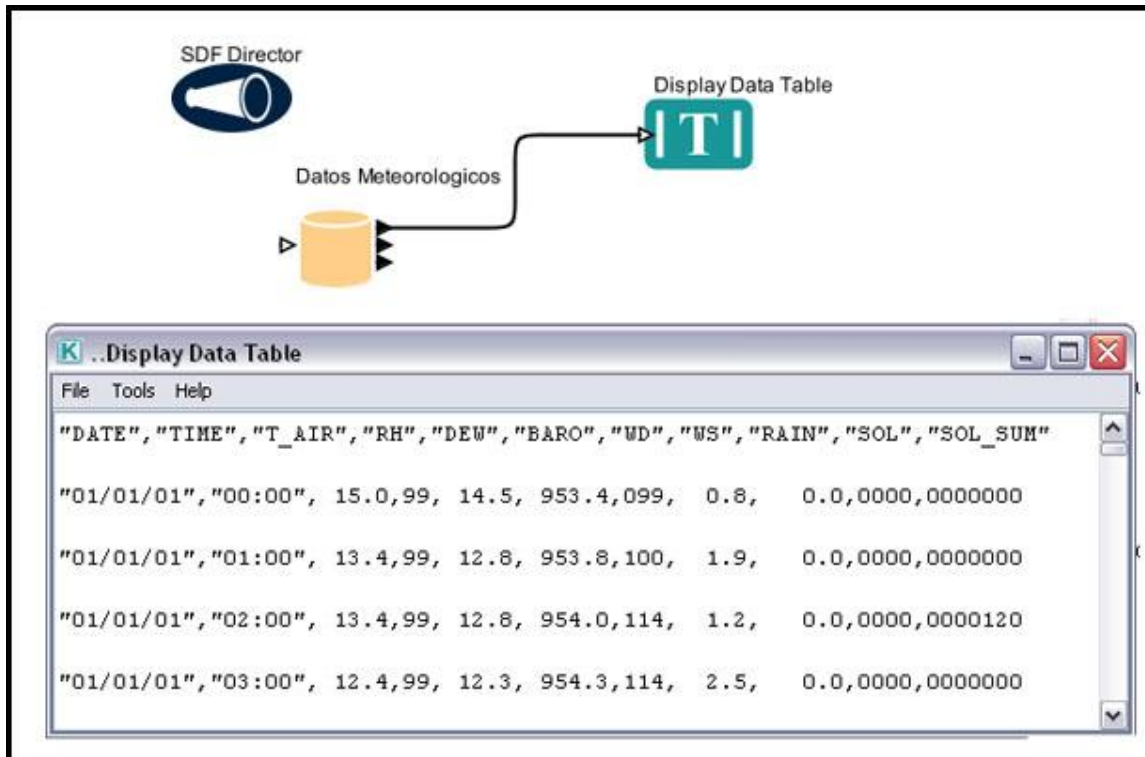 SDF Director
Display Data Table
T
Datos Meteorologicos
K ..Display Data Table
File Tools Help
"DATE","TIME","T_AIR","RH","DEW","BARO","WD","WS","RAIN","SOL","SOL_SUM"
"01/01/01","00:00", 15.0,99, 14.5, 953.4,099,  0.8,   0.0,0000,0000000
"01/01/01","01:00", 13.4,99, 12.8, 953.8,100,  1.9,   0.0,0000,0000000
"01/01/01","02:00", 13.4,99, 12.8, 954.0,114,  1.2,   0.0,0000,0000120
"01/01/01","03:00", 12.4,99, 12.3, 954.3,114,  2.5,   0.0,0000,0000000